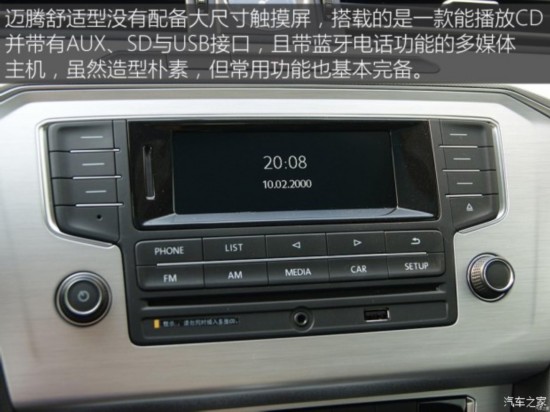 迈腾舒适型没有配备大尺寸触摸屏，搭载的是一款能播放CD
并带有AUX、SD与USB接口，且带蓝牙电话功能的多媒体
主机，虽然造型朴素，但常用功能也基本完备。
20:08
10.02.2000
PHONE LIST
FM AM MEDIA CAR SETUP
汽车之家